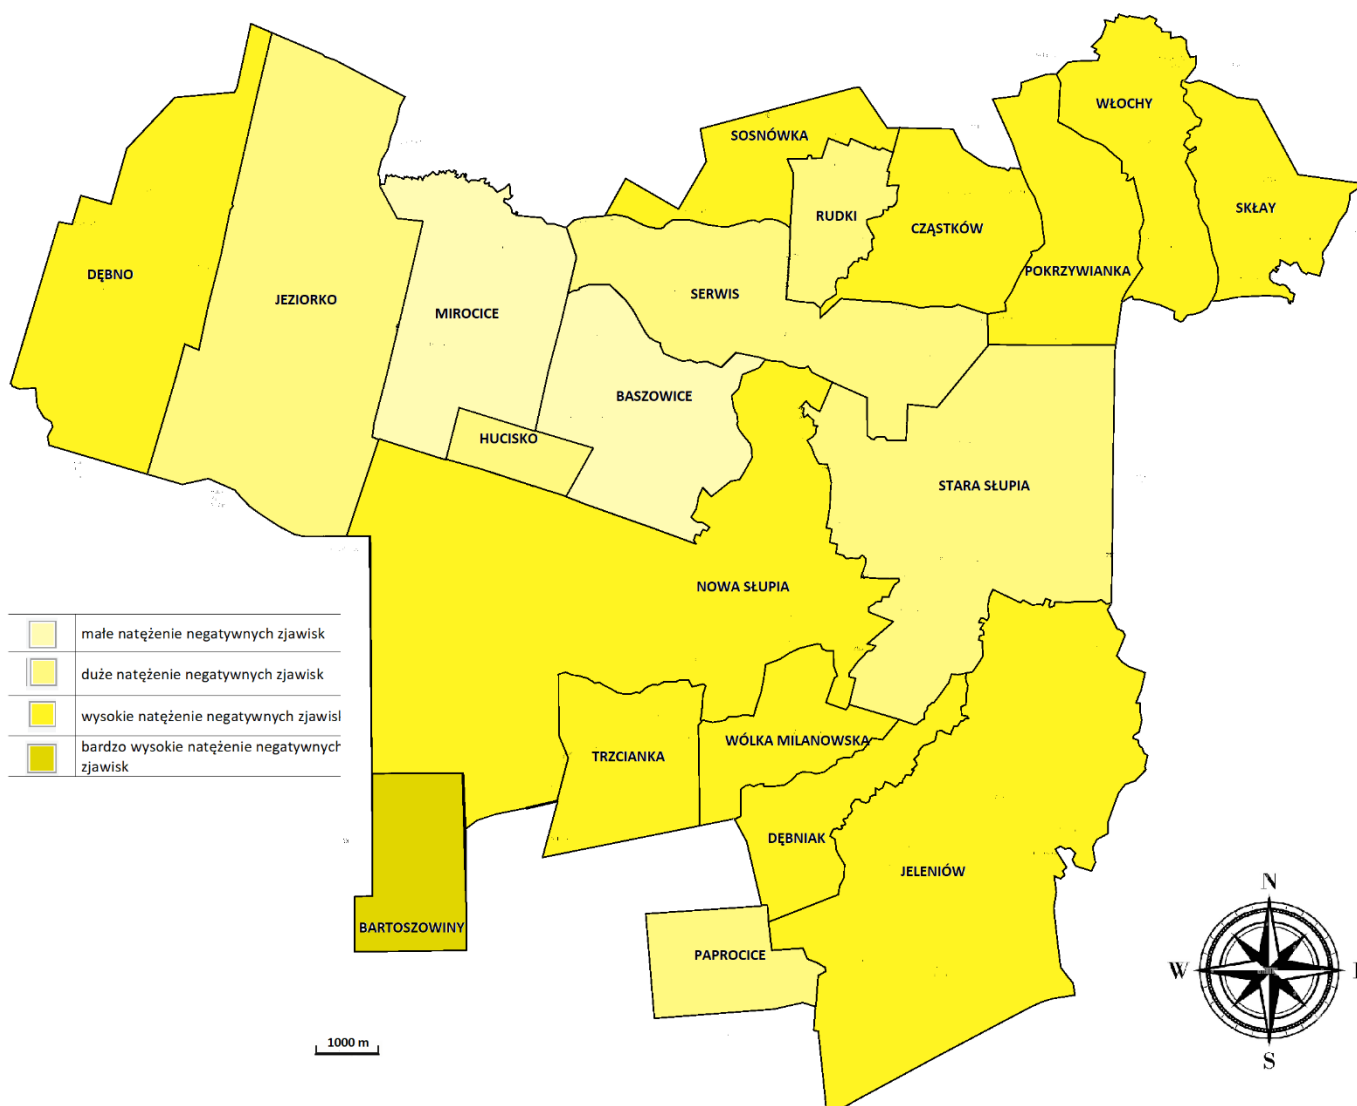 WŁOCHY
SOSNÓWKA
SKŁAY
RUDKI
CZĄSTKÓW
DĘBNO
POKRZYWIANKA
JEZIORKO
SERWIS
MIROCICE
BASZOWICE
HUCISKO
STARA SŁUPIA
NOWA SŁUPIA
małe natężenie negatywnych zjawisk
duże natężenie negatywnych zjawisk
wysokie natężenie negatywnych zjawisk
bardzo wysokie natężenie negatywnych
zjawisk
WÓLKA MILANOWSKA
TRZCIANKA
DĘBNIAK
JELENIÓW
BARTOSZOWINY
PAPROCICE
N
W
S
1000 m